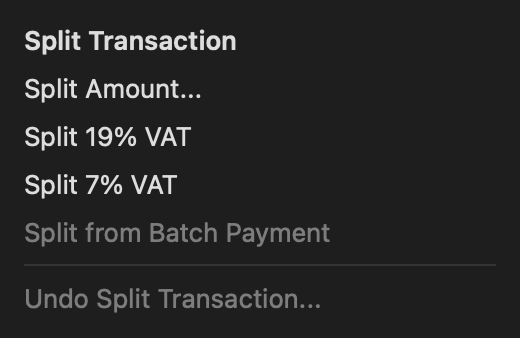 Split Transaction
Split Amount...
Split 19% VAT
Split 7% VAT
Split from Batch Payment
Undo Split Transaction...